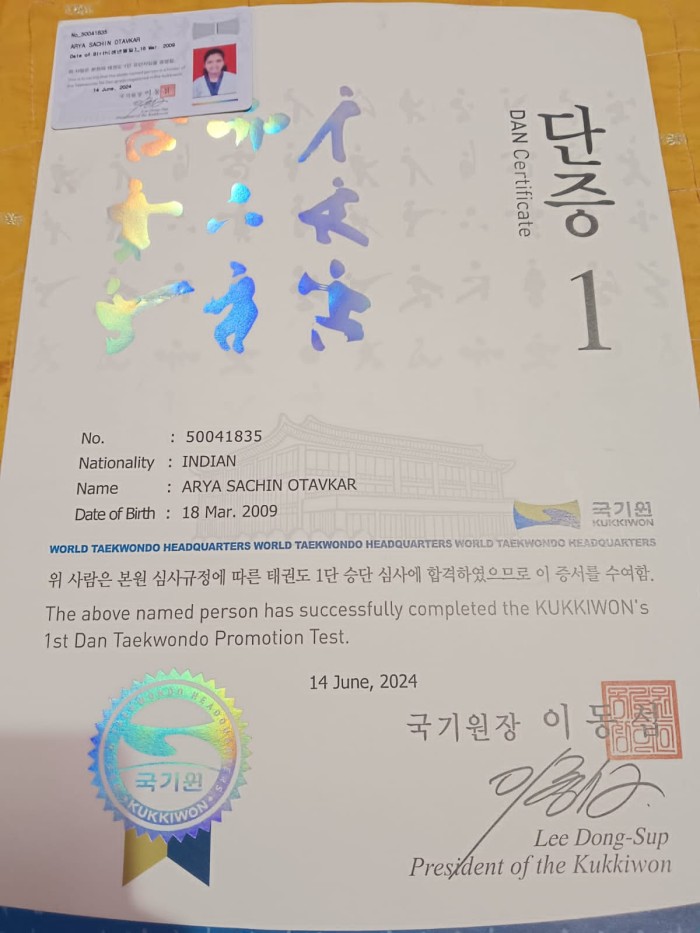 No. 50041835
ARYA SACHIN OTAVKAR
14 June, 2024
단증
DAN Certificate
1
No. : 50041835
Nationality : INDIAN
Name : ARYA SACHIN OTAVKAR
Date of Birth : 18 Mar. 2009
국기원
KUKKIWON
WORLD TAEKWONDO HEADQUARTERS WORLD TAEKWONDO HEADQUARTERS WORLD TAEKWONDO HEADQUARTERS
위 사람은 본원 심사규정에 따른 태권도 1단 승단 심사에 합격하였으므로 이 증서를 수여함.
The above named person has successfully completed the KUKKIWON's
1st Dan Taekwondo Promotion Test.
14 June, 2024
국기원장 이동섭
국기원
KUKKIWON
Lee Dong-Sup
President of the Kukkiwon